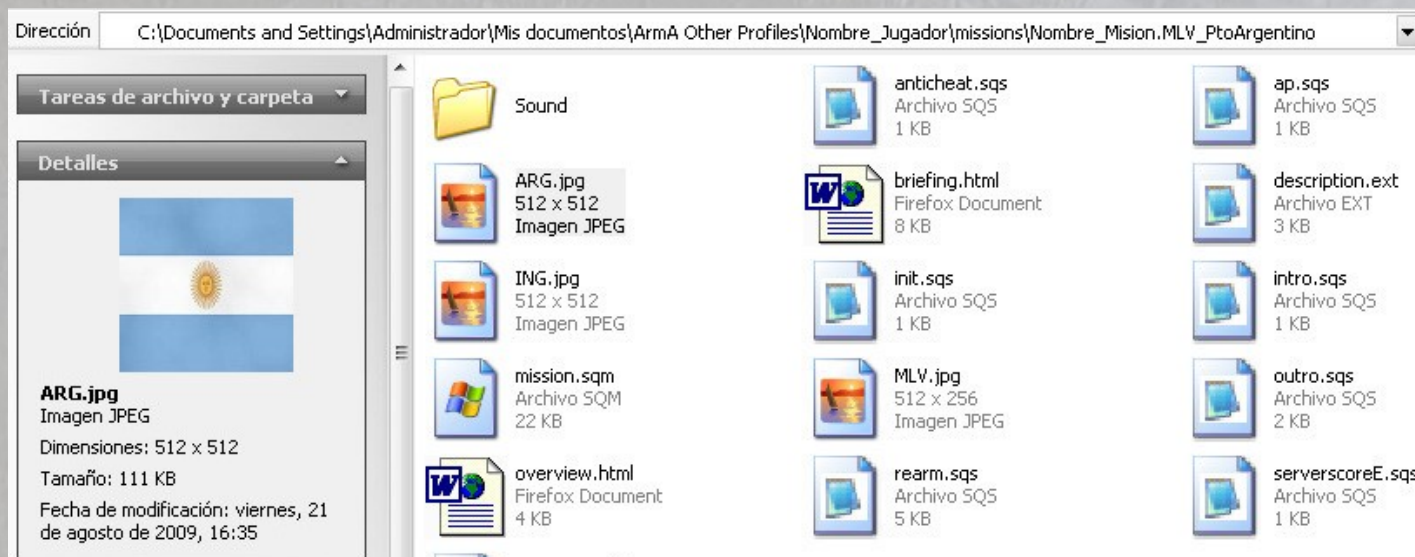 Dirección C:\Documents and Settings\Administrador\Mis documentos\ArmA Other Profiles\Nombre_Jugador\missions\Nombre_Mision.MLV_PtoArgentino
Tareas de archivo y carpeta
Detalles
ARG.jpg
Imagen JPEG
Dimensiones: 512 x 512
Tamaño: 111 KB
Fecha de modificación: viernes, 21
de agosto de 2009, 16:35
Sound
anticheat.sqs
Archivo SQS
1 KB
ap.sqs
Archivo SQS
1 KB
ARG.jpg
512 x 512
Imagen JPEG
briefing.html
Firefox Document
8 KB
description.ext
Archivo EXT
3 KB
ING.jpg
512 x 512
Imagen JPEG
init.sqs
Archivo SQS
1 KB
intro.sqs
Archivo SQS
1 KB
mission.sqm
Archivo SQM
22 KB
MLV.jpg
512 x 256
Imagen JPEG
outro.sqs
Archivo SQS
2 KB
overview.html
Firefox Document
4 KB
rearm.sqs
Archivo SQS
5 KB
serverscoreE.sqs
Archivo SQS
1 KB